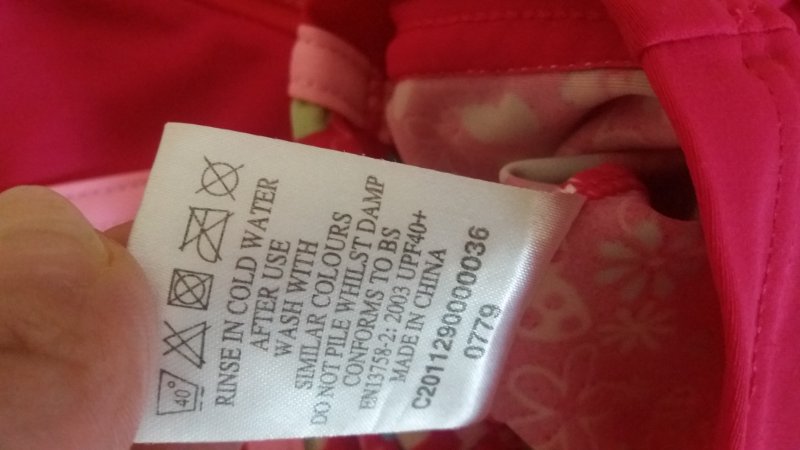 40°
RINSE IN COLD WATER
AFTER USE
WASH WITH
SIMILAR COLOURS
DO NOT PILE WHILST DAMP
CONFORMS TO BS
EN13758-2: 2003 UPF40+
MADE IN CHINA
C2011290000036
0779